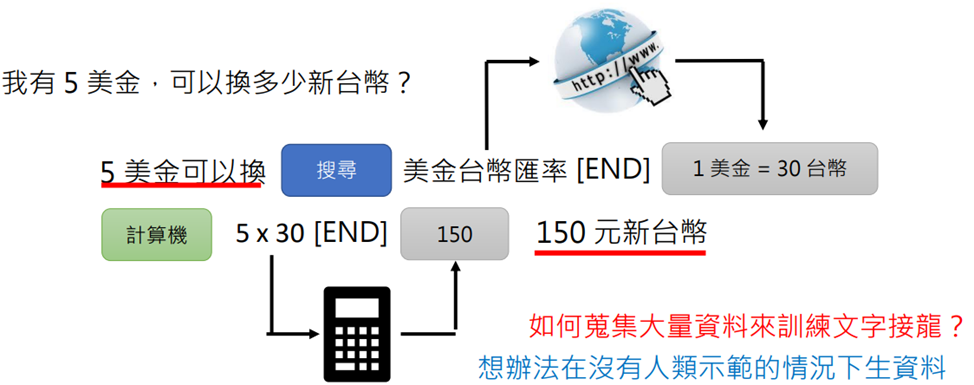 http://www.
我有 5 美金，可以換多少新台幣？
5 美金可以換 搜尋 美金台幣匯率 [END] 1 美金 = 30 台幣
計算機 5 x 30 [END] 150 150 元新台幣
如何蒐集大量資料來訓練文字接龍？
想辦法在沒有人類示範的情況下生資料